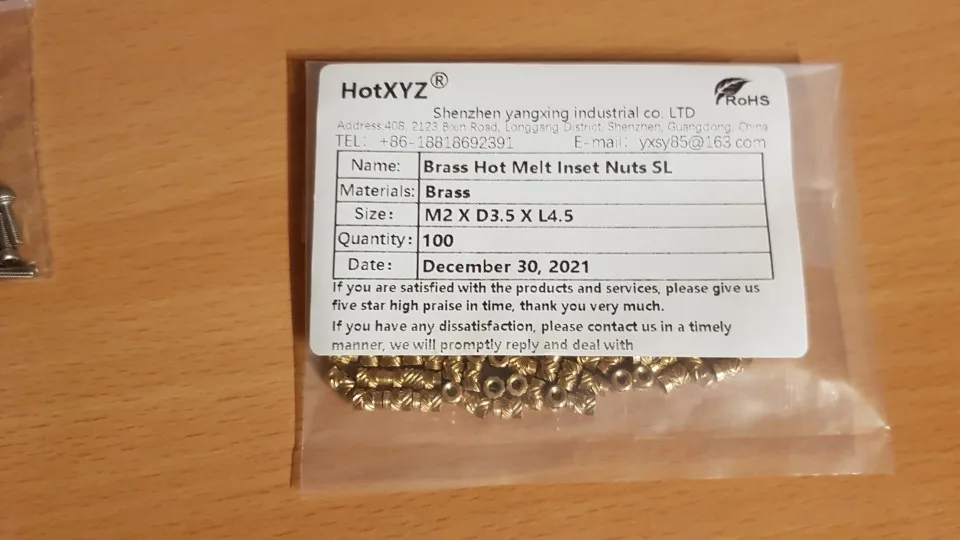 HotXYZ®
RoHS
Shenzhen yangxing industrial co. LTD
Address:408, 2123 Bixin Road, Longgang District, Shenzhen, Guangdong, China
TEL: +86-18818692391 E-mail: yxsy85@163.com
Name: Brass Hot Melt Inset Nuts SL
Materials: Brass
Size: M2 X D3.5 X L4.5
Quantity: 100
Date: December 30, 2021
If you are satisfied with the products and services, please give us
five star high praise in time, thank you very much.
If you have any dissatisfaction, please contact us in a timely
manner, we will promptly reply and deal with